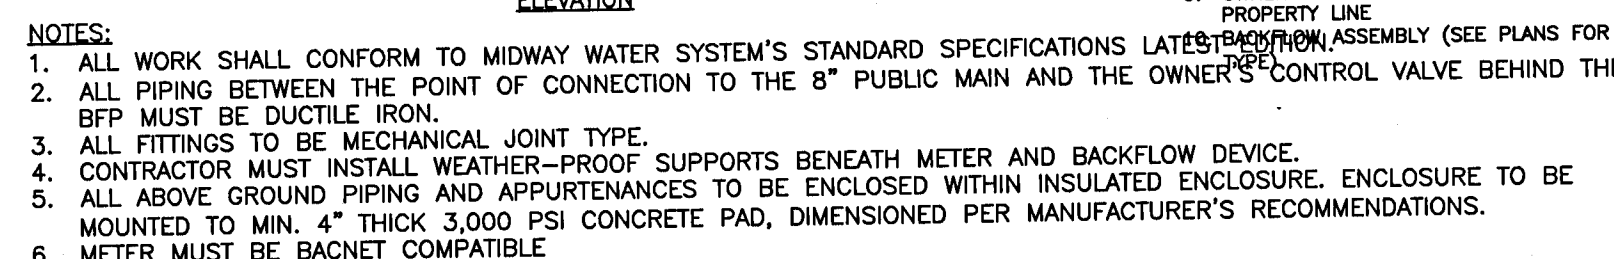 ELEVATION
PROPERTY LINE
10. BACKFLOW ASSEMBLY (SEE PLANS FOR
TYPE)
NOTES:
1. ALL WORK SHALL CONFORM TO MIDWAY WATER SYSTEM'S STANDARD SPECIFICATIONS LATEST EDITION.
2. ALL PIPING BETWEEN THE POINT OF CONNECTION TO THE 8" PUBLIC MAIN AND THE OWNER'S CONTROL VALVE BEHIND THE
BFP MUST BE DUCTILE IRON.
3. ALL FITTINGS TO BE MECHANICAL JOINT TYPE.
4. CONTRACTOR MUST INSTALL WEATHER-PROOF SUPPORTS BENEATH METER AND BACKFLOW DEVICE.
5. ALL ABOVE GROUND PIPING AND APPURTENANCES TO BE ENCLOSED WITHIN INSULATED ENCLOSURE. ENCLOSURE TO BE
MOUNTED TO MIN. 4" THICK 3,000 PSI CONCRETE PAD, DIMENSIONED PER MANUFACTURER'S RECOMMENDATIONS.
6. METER MUST BE BACNET COMPATIBLE